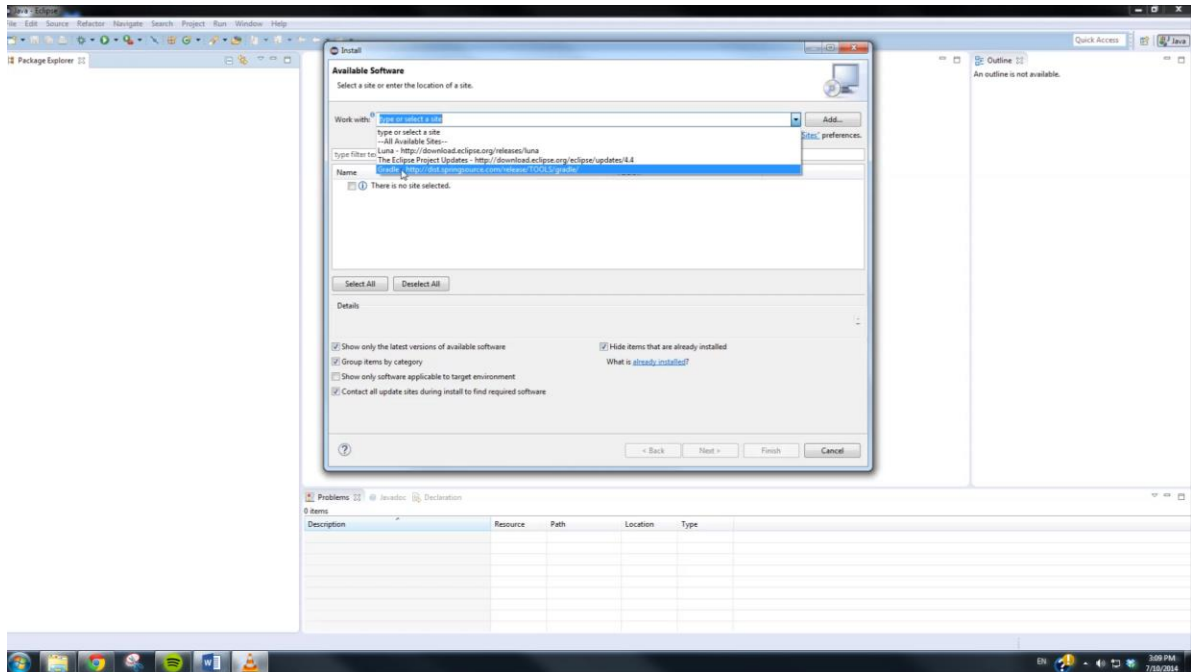 Java - Eclipse
File Edit Source Refactor Navigate Search Project Run Window Help
Quick Access
Java
Package Explorer
Install
Available Software
Select a site or enter the location of a site.
Work with: type or select a site
Add...
type or select a site
--All Available Sites--
Sites" preferences.
Luna - http://download.eclipse.org/releases/luna
The Eclipse Project Updates - http://download.eclipse.org/eclipse/updates/4.4
Gradle - http://dist.springsource.com/release/TOOLS/gradle/
type filter tex
Name
There is no site selected.
Select All Deselect All
Details
Show only the latest versions of available software
Hide items that are already installed
Group items by category
What is already installed?
Show only software applicable to target environment
Contact all update sites during install to find required software
< Back Next > Finish Cancel
Outline
An outline is not available.
Problems Javadoc Declaration
0 items
Description Resource Path Location Type
EN
3:09 PM
7/18/2014